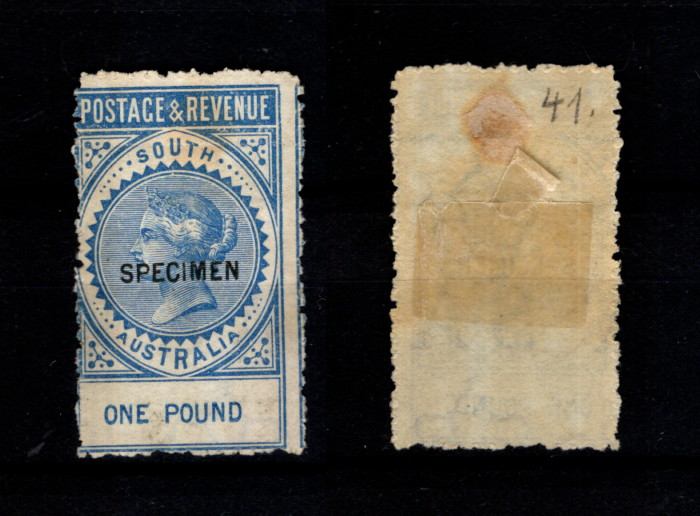 POSTAGE & REVENUE
SOUTH
SPECIMEN
AUSTRALIA
ONE POUND
41.